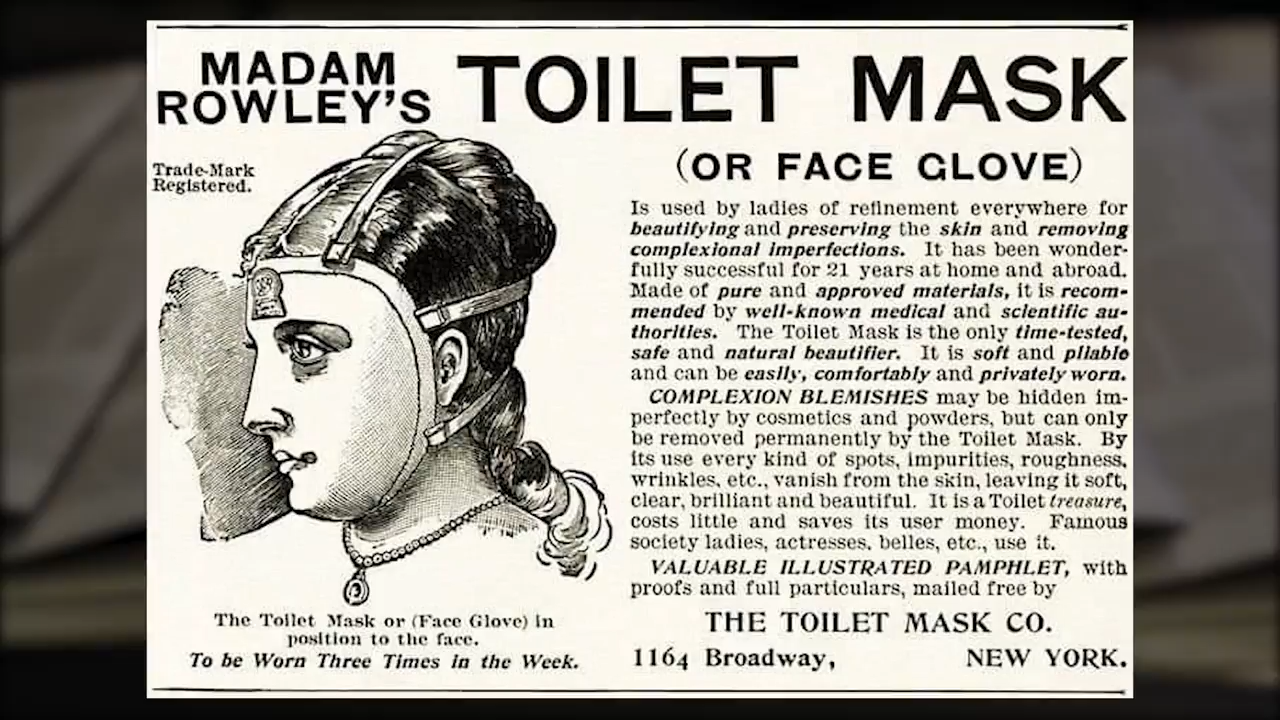 MADAM
ROWLEY'S
TOILET MASK
(OR FACE GLOVE)
Trade-Mark
Registered.
The Toilet Mask or (Face Glove) in
position to the face.
To be Worn Three Times in the Week.
Is used by ladies of refinement everywhere for
beautifying and preserving the skin and removing
complexional imperfections. It has been wonder-
fully successful for 21 years at home and abroad.
Made of pure and approved materials, it is recom-
mended by well-known medical and scientific au-
thorities. The Toilet Mask is the only time-tested,
safe and natural beautifier. It is soft and pliable
and can be easily, comfortably and privately worn.
COMPLEXION BLEMISHES may be hidden im-
perfectly by cosmetics and powders, but can only
be removed permanently by the Toilet Mask. By
its use every kind of spots, impurities, roughness,
wrinkles, etc., vanish from the skin, leaving it soft,
clear, brilliant and beautiful. It is a Toilet treasure,
costs little and saves its user money. Famous
society ladies, actresses, belles, etc., use it.
VALUABLE ILLUSTRATED PAMPHLET, with
proofs and full particulars, mailed free by
THE TOILET MASK CO.
1164 Broadway, NEW YORK.